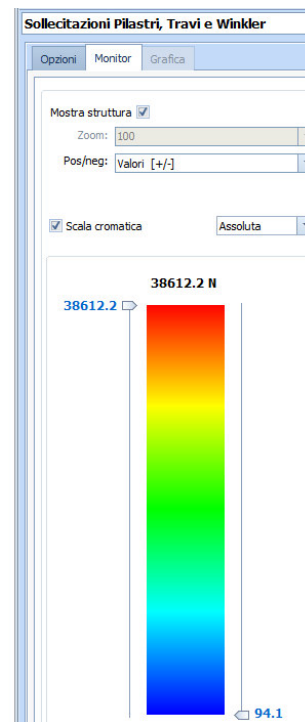 Sollecitazioni Pilastri, Travi e Winkler
Opzioni Monitor Grafica
Mostra struttura
Zoom: 100
Pos/neg: Valori [+/-]
Scala cromatica Assoluta
38612.2 N
38612.2
94.1